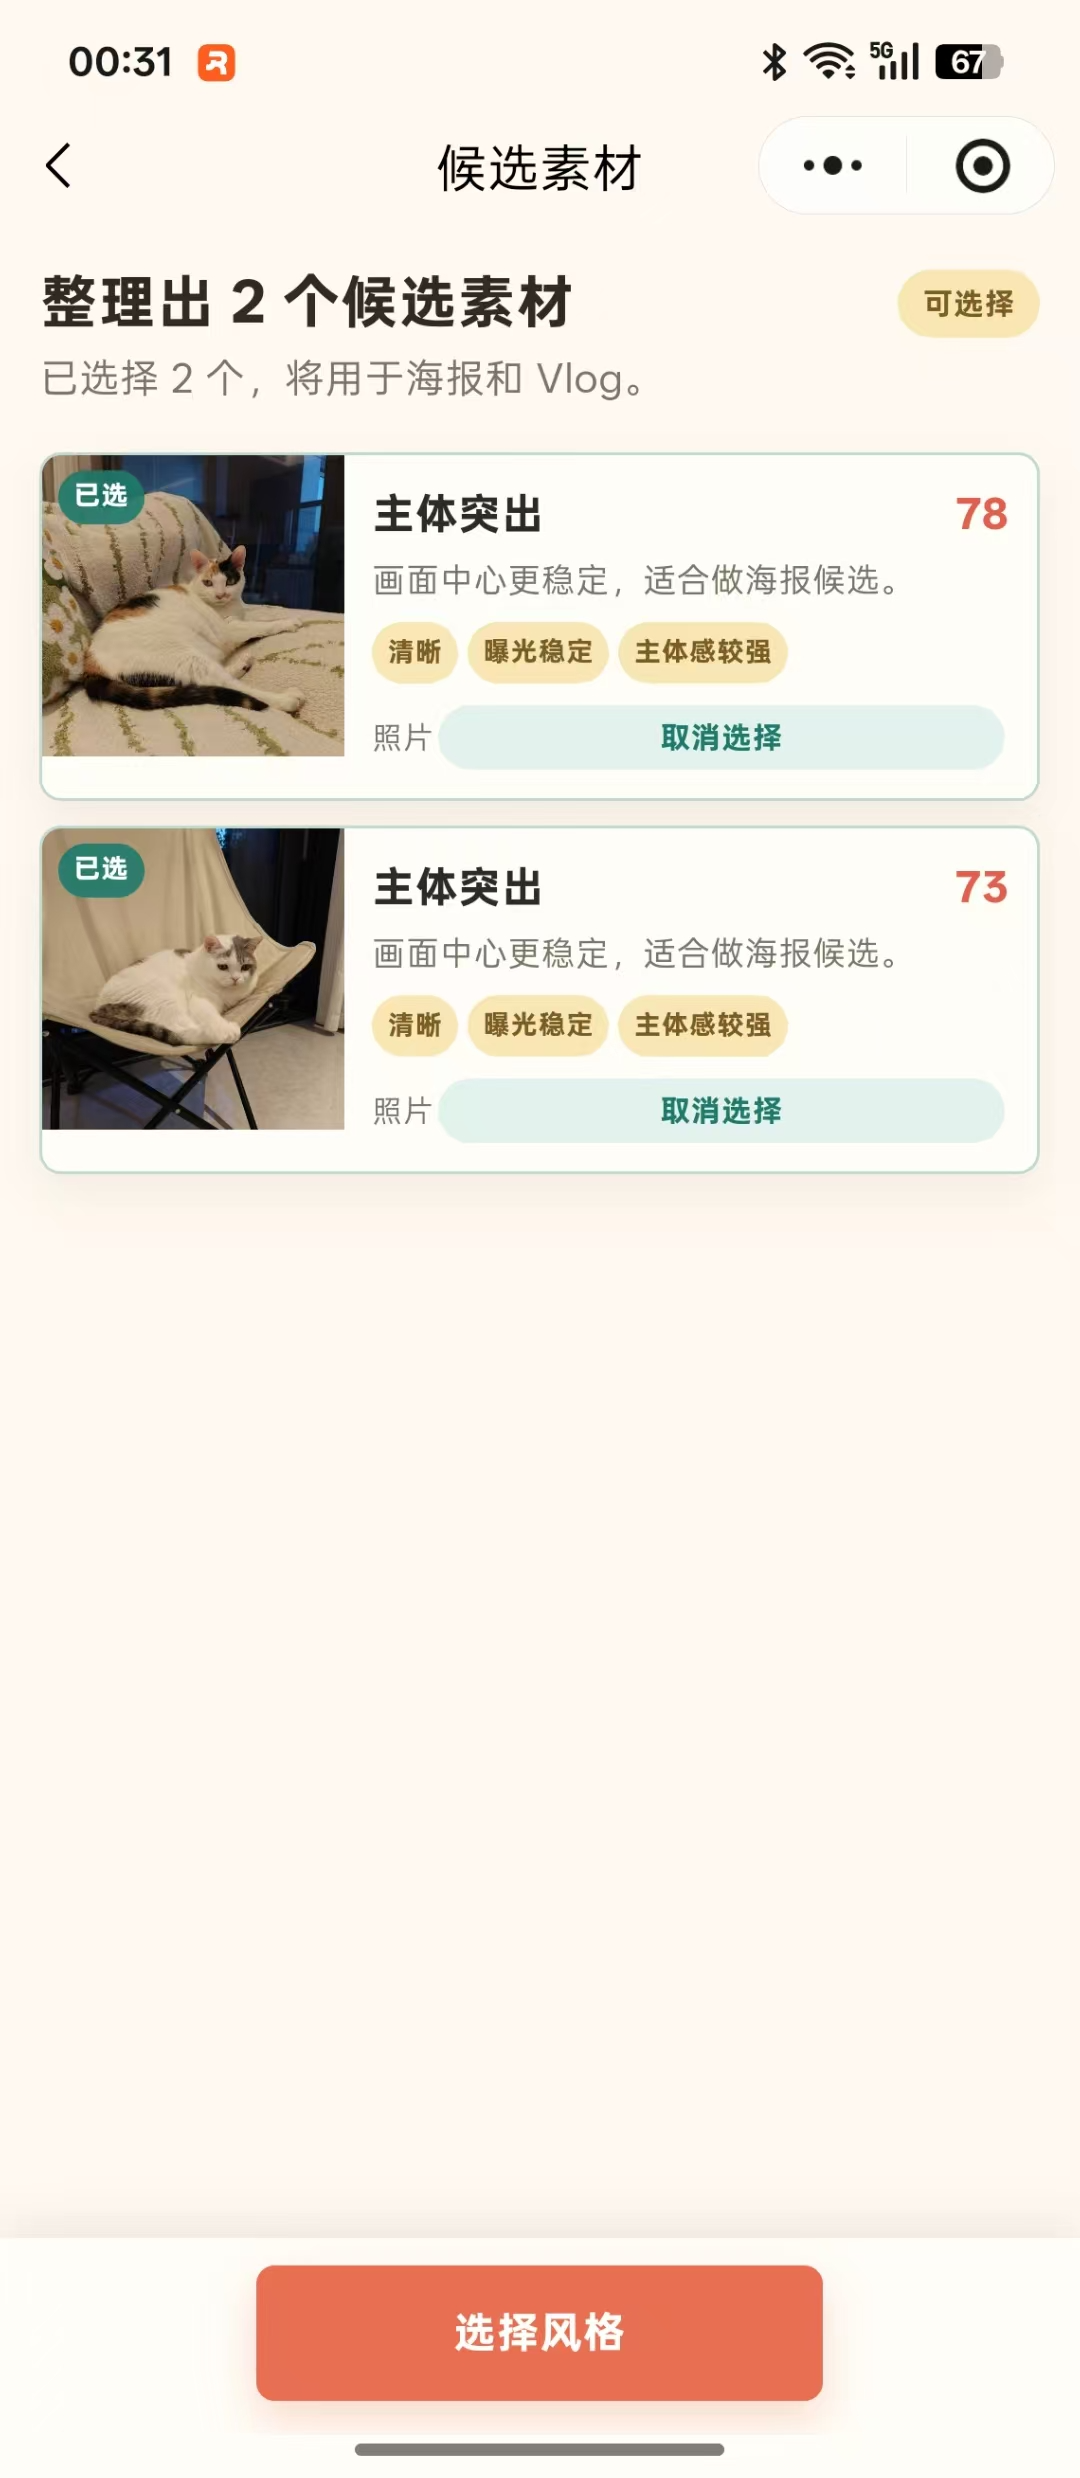 00:31
5G
67
候选素材
整理出 2 个候选素材
可选择
已选择 2 个，将用于海报和 Vlog。
已选
主体突出
78
画面中心更稳定，适合做海报候选。
清晰 曝光稳定 主体感较强
照片 取消选择
已选
主体突出
73
画面中心更稳定，适合做海报候选。
清晰 曝光稳定 主体感较强
照片 取消选择
选择风格